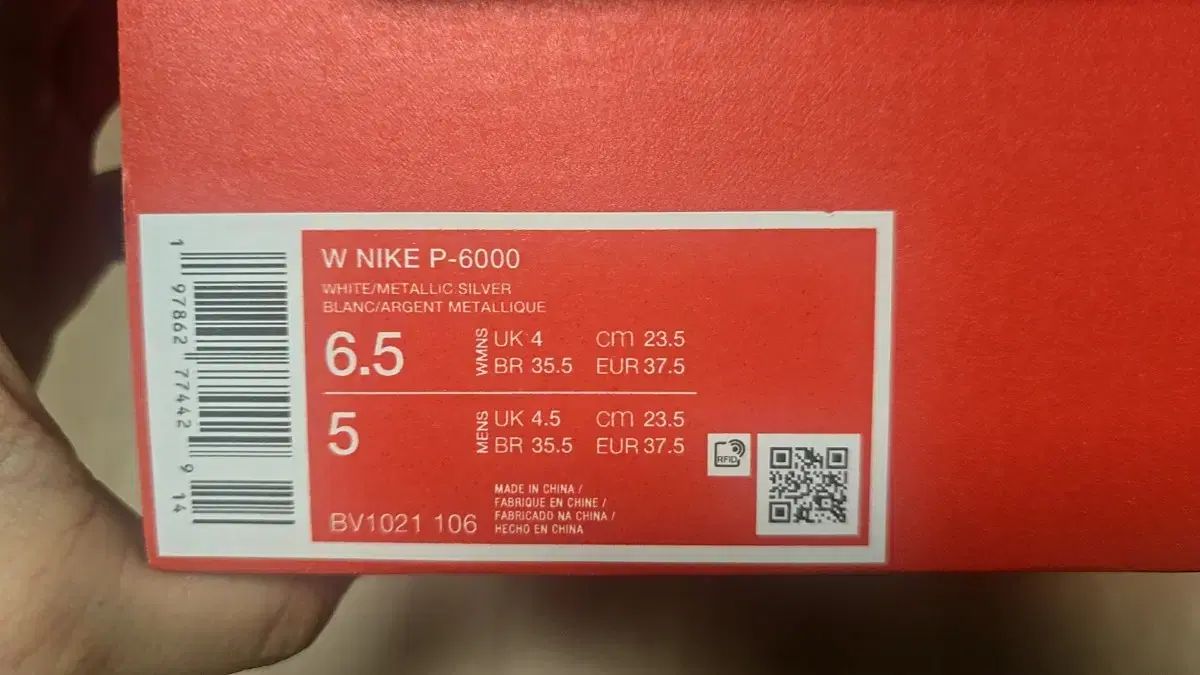 W NIKE P-6000
WHITE/METALLIC SILVER
BLANC/ARGENT METALLIQUE
6.5 WMNS UK 4 cm 23.5
BR 35.5 EUR 37.5
5 MENS UK 4.5 cm 23.5
BR 35.5 EUR 37.5
RFID
MADE IN CHINA /
FABRIQUE EN CHINE /
FABRICADO NA CHINA /
HECHO EN CHINA
BV1021 106
1 97862 77442 9 14